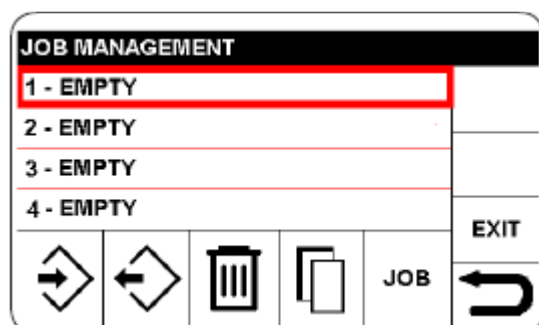 JOB MANAGEMENT
1 - EMPTY
2 - EMPTY
3 - EMPTY
4 - EMPTY
EXIT
JOB